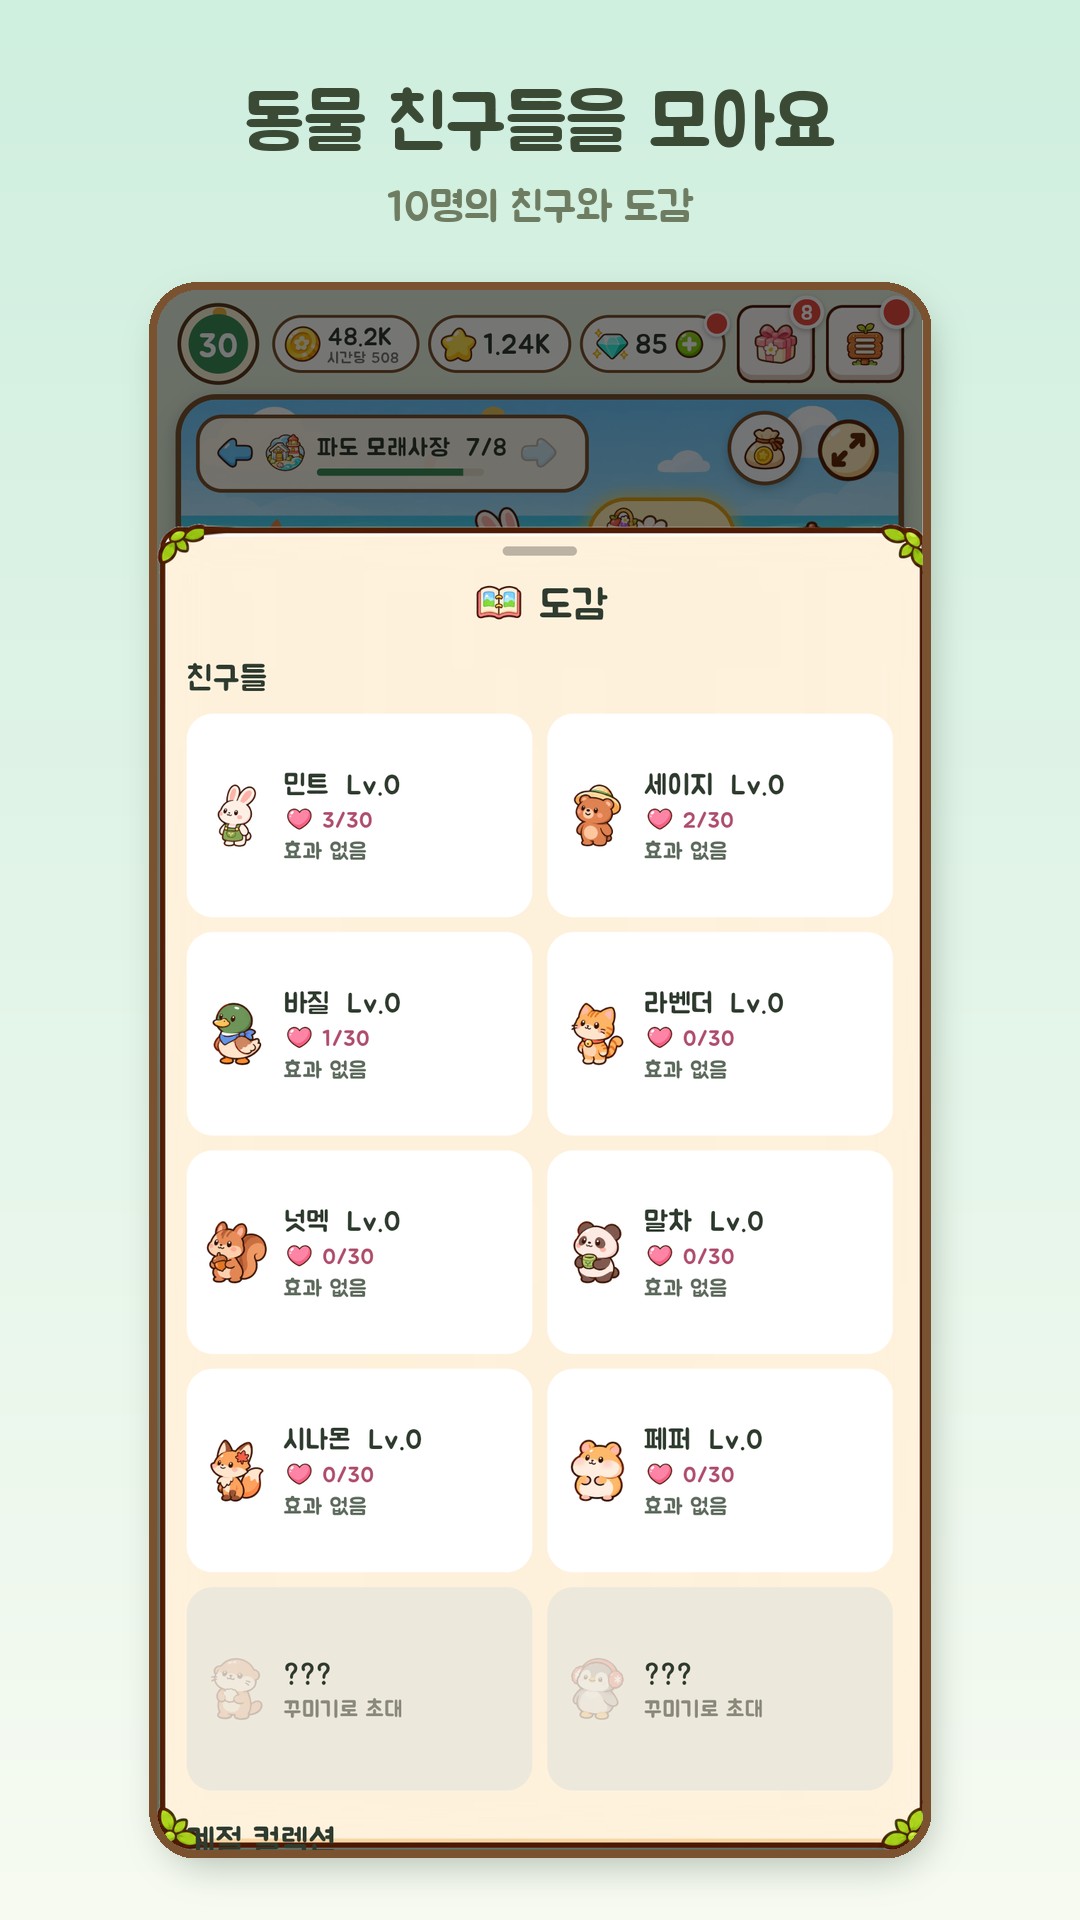 동물 친구들을 모아요
10명의 친구와 도감
30
48.2K
시간당 508
1.24K
85
8
파도 모래사장 7/8
도감
친구들
민트 Lv.0
3/30
효과 없음
세이지 Lv.0
2/30
효과 없음
바질 Lv.0
1/30
효과 없음
라벤더 Lv.0
0/30
효과 없음
넛멕 Lv.0
0/30
효과 없음
말차 Lv.0
0/30
효과 없음
시나몬 Lv.0
0/30
효과 없음
페퍼 Lv.0
0/30
효과 없음
???
꾸미기로 초대
???
꾸미기로 초대
컬렉션